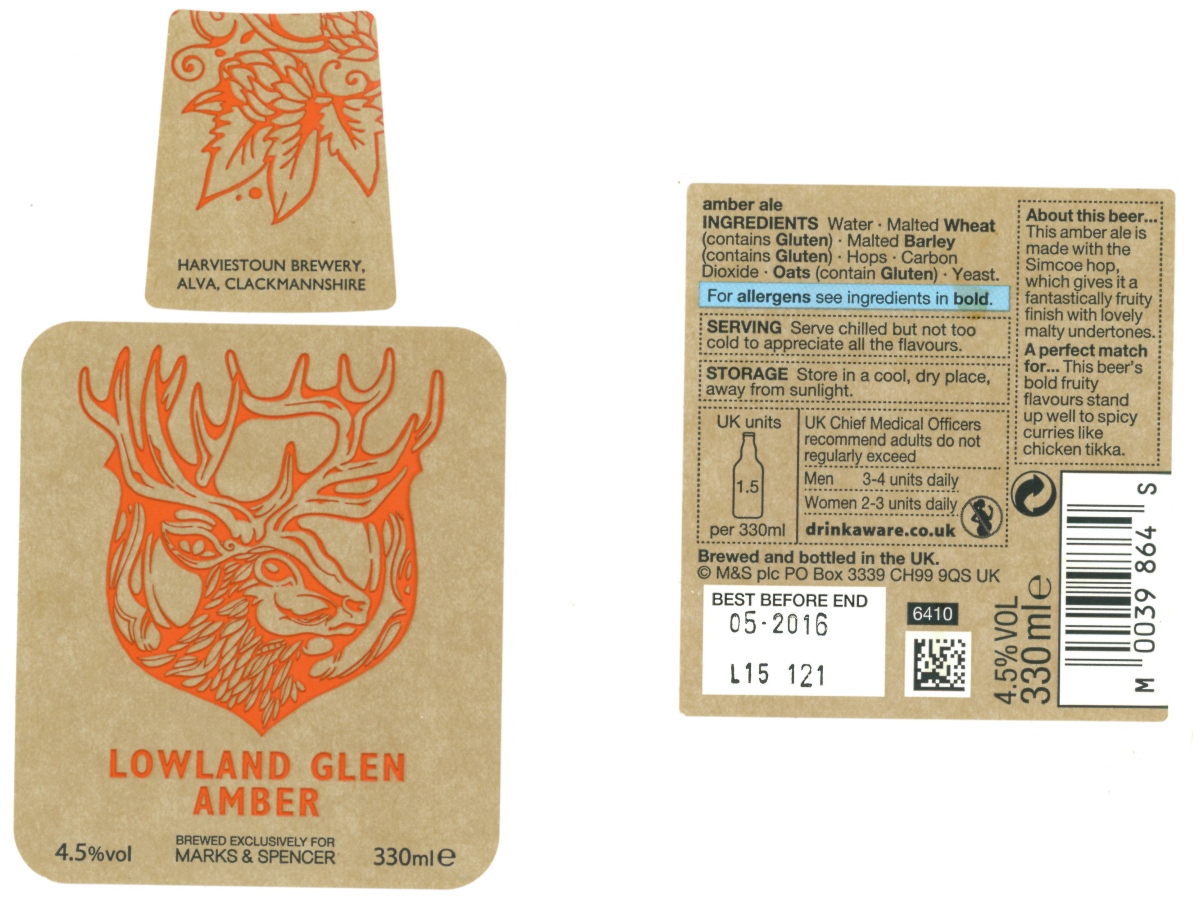 HARVIESTOUN BREWERY,
ALVA, CLACKMANNSHIRE
LOWLAND GLEN
AMBER
4.5%vol
BREWED EXCLUSIVELY FOR
MARKS & SPENCER
330ml e
amber ale
INGREDIENTS Water · Malted Wheat
(contains Gluten) · Malted Barley
(contains Gluten) · Hops · Carbon
Dioxide · Oats (contain Gluten) · Yeast.
For allergens see ingredients in bold.
SERVING Serve chilled but not too
cold to appreciate all the flavours.
STORAGE Store in a cool, dry place,
away from sunlight.
UK units
1.5
per 330ml
UK Chief Medical Officers
recommend adults do not
regularly exceed
Men 3-4 units daily
Women 2-3 units daily
drinkaware.co.uk
Brewed and bottled in the UK.
© M&S plc PO Box 3339 CH99 9QS UK
BEST BEFORE END
05-2016
L15 121
6410
About this beer...
This amber ale is
made with the
Simcoe hop,
which gives it a
fantastically fruity
finish with lovely
malty undertones.
A perfect match
for... This beer's
bold fruity
flavours stand
up well to spicy
curries like
chicken tikka.
4.5% VOL
330ml e
M 0039 864 S